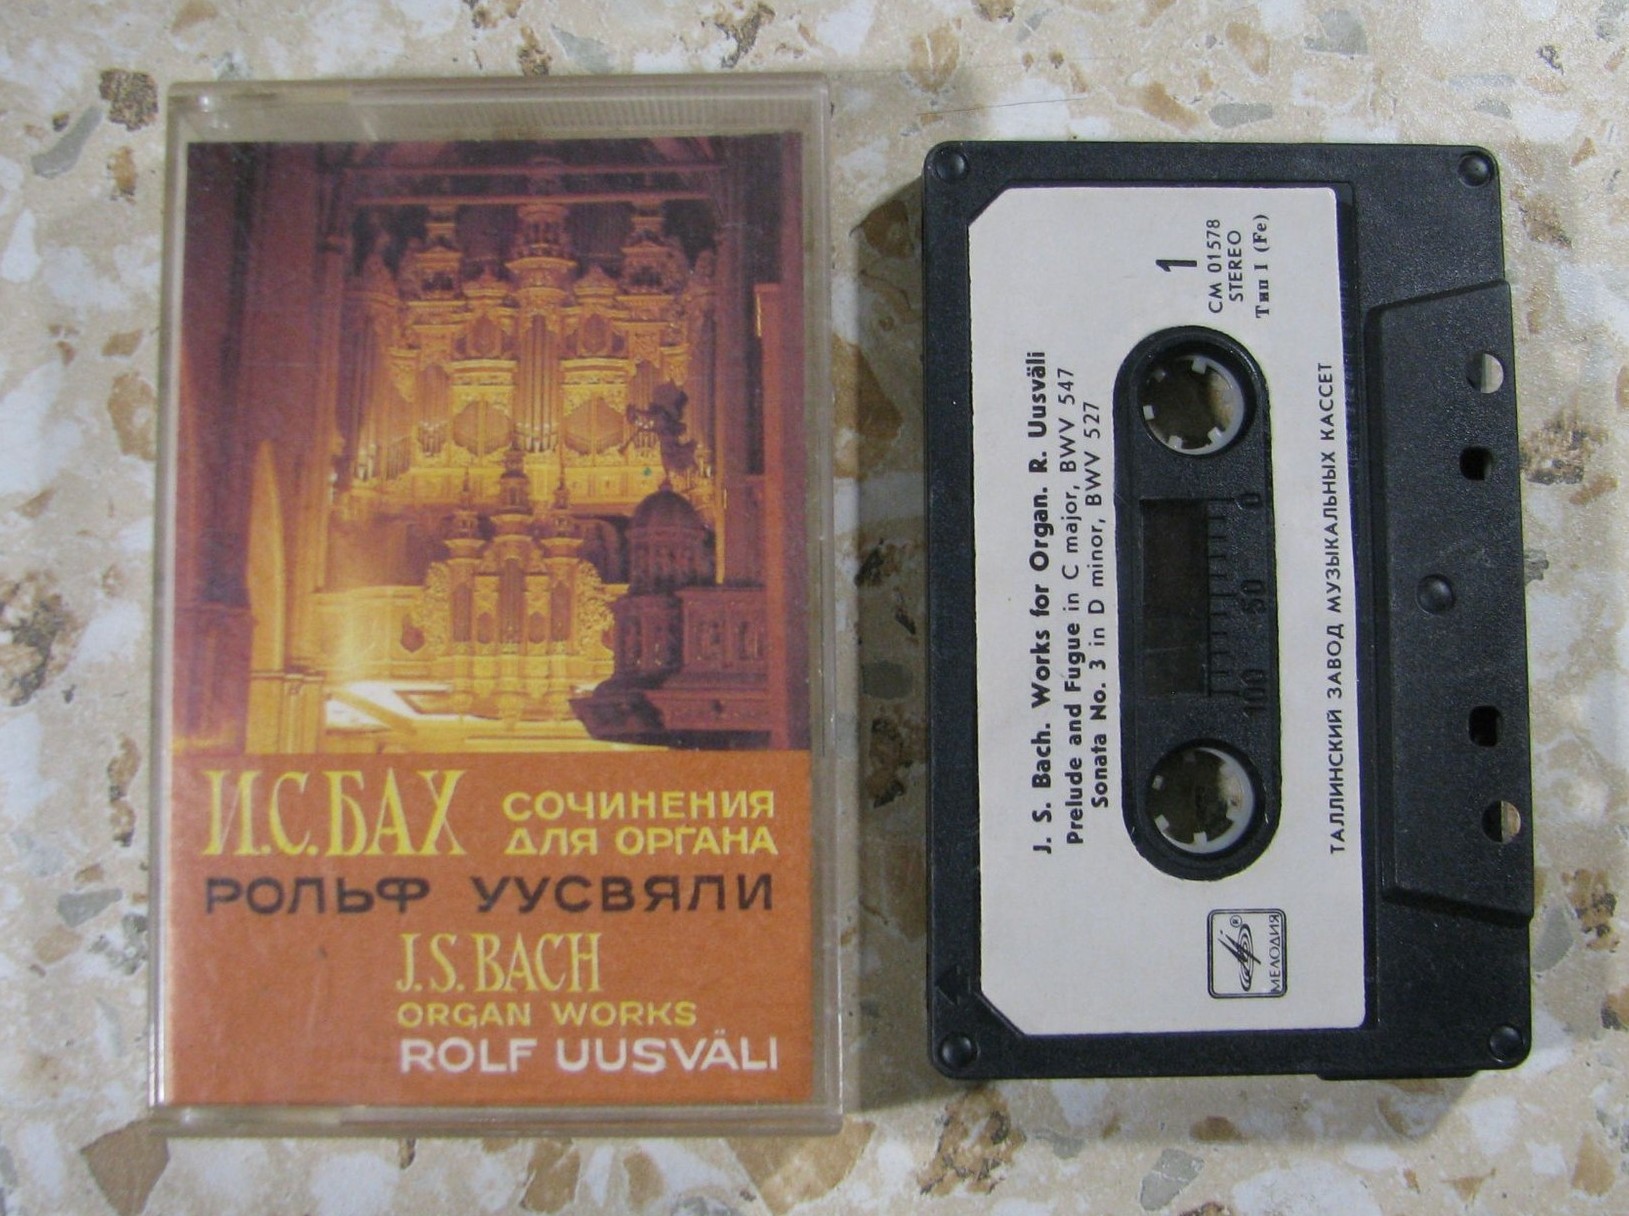 И.С.БАХ
СОЧИНЕНИЯ
ДЛЯ ОРГАНА
РОЛЬФ УУСВЯЛИ
J.S.BACH
ORGAN WORKS
ROLF UUSVÄLI
J. S. Bach. Works for Organ. R. Uusväli
Prelude and Fugue in C major, BWV 547
Sonata No. 3 in D minor, BWV 527
1
СМ 01578
STEREO
Тип I (Fe)
100 50 0
МЕЛОДИЯ
®
ТАЛЛИНСКИЙ ЗАВОД МУЗЫКАЛЬНЫХ КАССЕТ